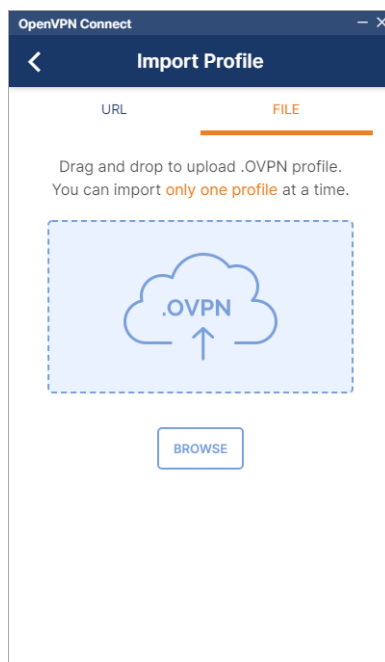 OpenVPN Connect
Import Profile
URL
FILE
Drag and drop to upload .OVPN profile.
You can import only one profile at a time.
.OVPN
BROWSE